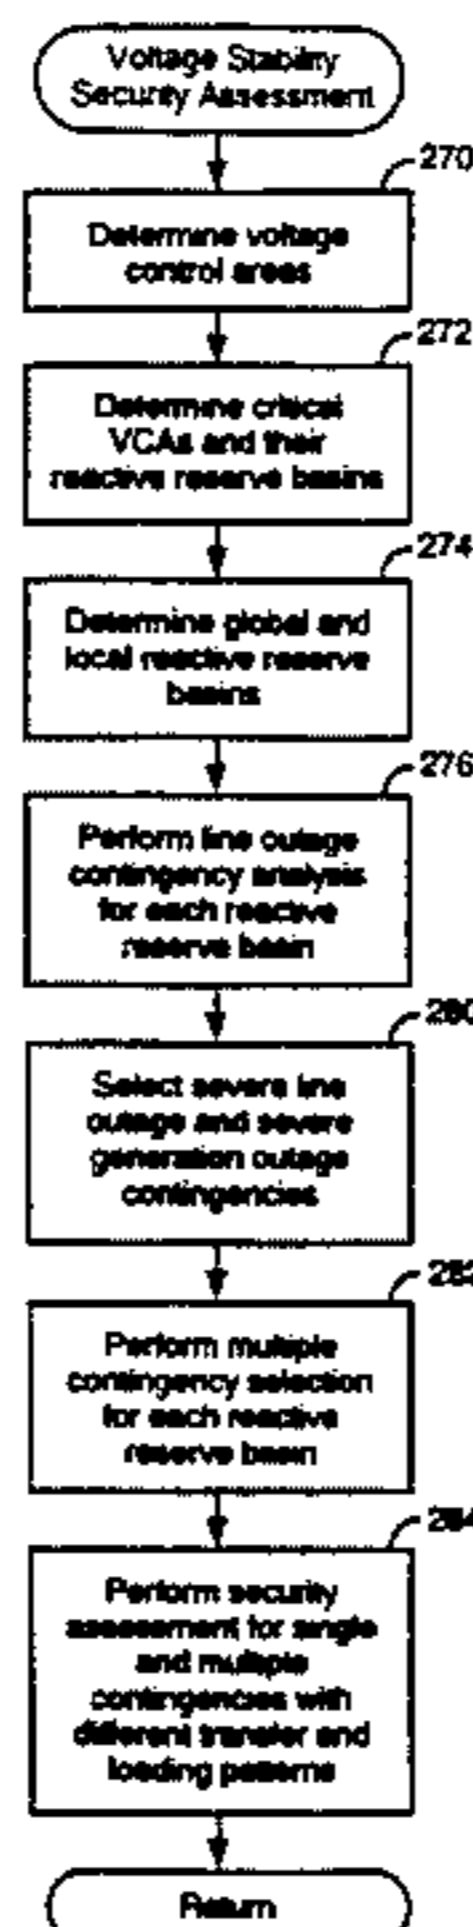 Voltage Stability
Security Assessment
270
Determine voltage
control areas
272
Determine critical
VCAs and their
reactive reserve basins
274
Determine global and
local reactive reserve
basins
276
Perform line outage
contingency analysis
for each reactive
reserve basin
280
Select severe line
outage and severe
generation outage
contingencies
282
Perform multiple
contingency selection
for each reactive
reserve basin
284
Perform security
assessment for single
and multiple
contingencies with
different transfer and
loading patterns
Return